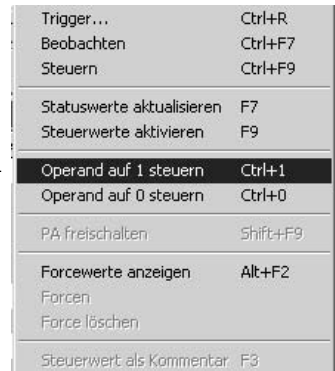 Trigger... Ctrl+R
Beobachten Ctrl+F7
Steuern Ctrl+F9
Statuswerte aktualisieren F7
Steuerwerte aktivieren F9
Operand auf 1 steuern Ctrl+1
Operand auf 0 steuern Ctrl+0
PA freischalten Shift+F9
Forcewerte anzeigen Alt+F2
Forcen
Force löschen
Steuerwert als Kommentar F3